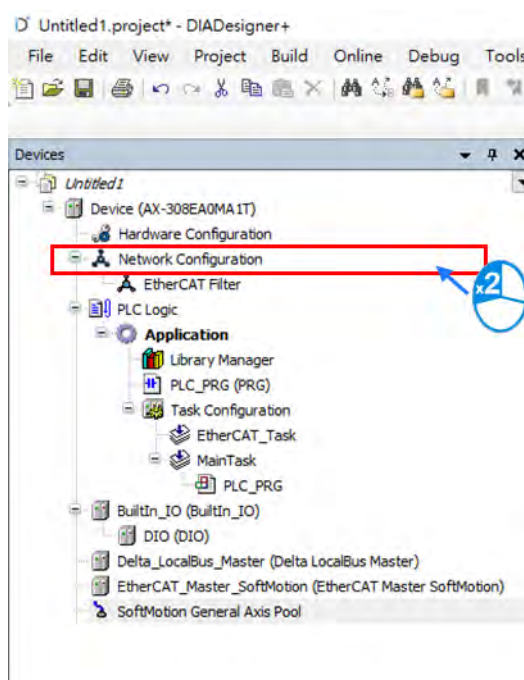 Untitled1.project* - DIADesigner+
File Edit View Project Build Online Debug Tools
Devices
Untitled1
Device (AX-308EA0MA1T)
Hardware Configuration
Network Configuration
x2
EtherCAT Filter
PLC Logic
Application
Library Manager
PLC_PRG (PRG)
Task Configuration
EtherCAT_Task
MainTask
PLC_PRG
BuiltIn_IO (BuiltIn_IO)
DIO (DIO)
Delta_LocalBus_Master (Delta LocalBus Master)
EtherCAT_Master_SoftMotion (EtherCAT Master SoftMotion)
SoftMotion General Axis Pool